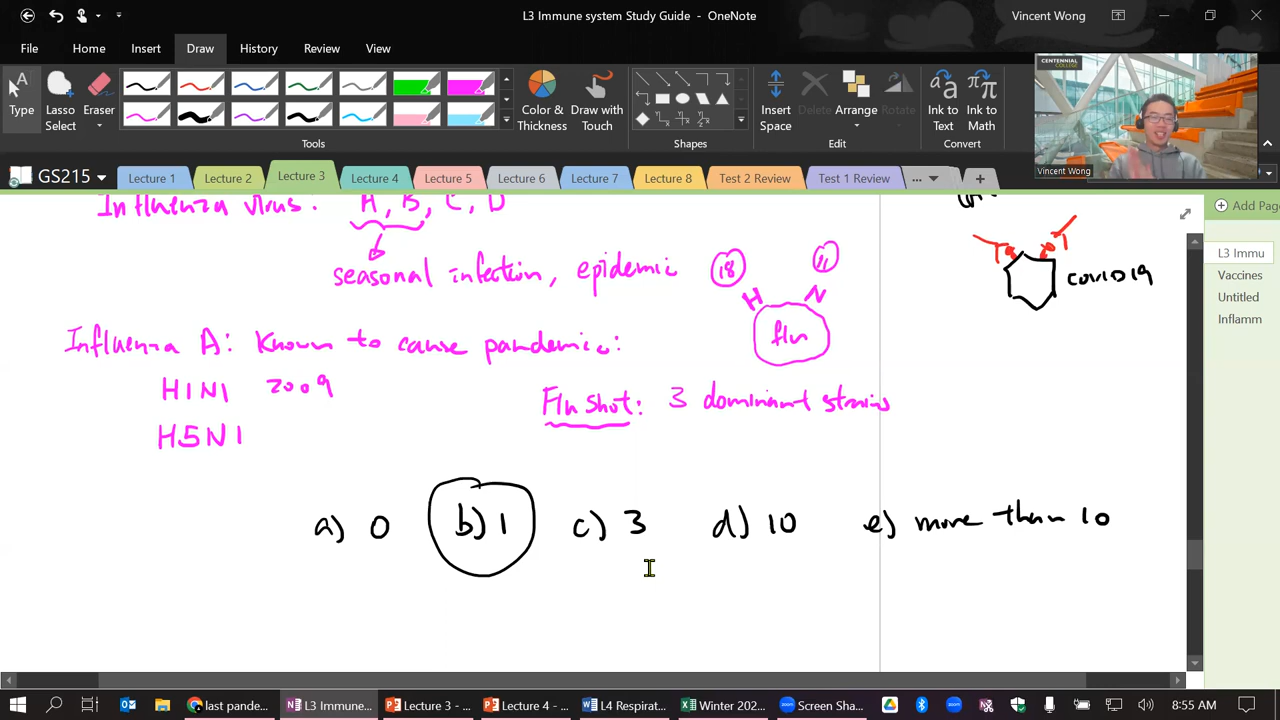 L3 Immune system Study Guide - OneNote
Vincent Wong
File Home Insert Draw History Review View
Type
Lasso Select
Eraser
Color & Thickness
Draw with Touch
Insert Space
Delete
Arrange
Rotate
Ink to Text
Ink to Math
Tools
Shapes
Edit
Convert
CENTENNIAL COLLEGE
Vincent Wong
GS215
Lecture 1 Lecture 2 Lecture 3 Lecture 4 Lecture 5 Lecture 6 Lecture 7 Lecture 8 Test 2 Review Test 1 Review ...
Add Pag
L3 Immu
Vaccines
Untitled
Inflamm
Influenza virus: A, B, C, D
seasonal infection, epidemic
18 11
H N
flu
T T
covid19
Influenza A: Known to cause pandemic:
H1N1 2009
H5N1
Flu shot: 3 dominant strains
a) 0 b) 1 c) 3 d) 10 e) more than 10
last pande...
L3 Immune...
Lecture 3 - ...
Lecture 4 - ...
L4 Respirat...
Winter 202...
Screen Sha...
8:55 AM